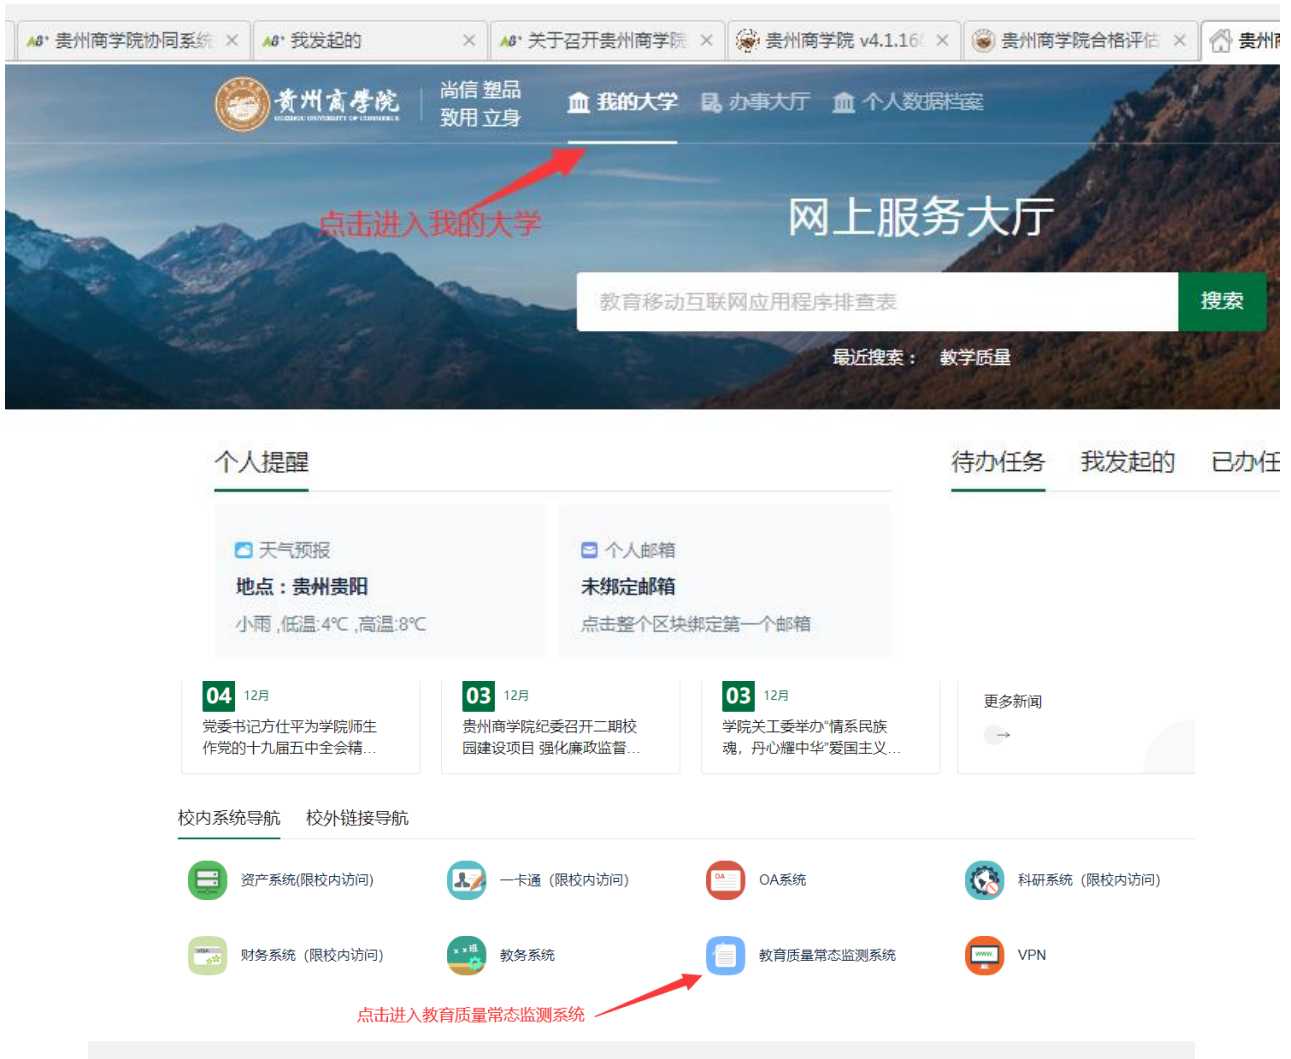 贵州商学院协同系统
我发起的
关于召开贵州商学院
贵州商学院 v4.1.16
贵州商学院合格评估
贵州商学院
GUIZHOU UNIVERSITY OF COMMERCE
尚信 塑品
致用 立身
我的大学
办事大厅
个人数据档案
点击进入我的大学
网上服务大厅
教育移动互联网应用程序排查表
搜索
最近搜索： 教学质量
个人提醒
待办任务
我发起的
已办任
天气预报
地点：贵州贵阳
小雨 ,低温:4℃ ,高温:8℃
个人邮箱
未绑定邮箱
点击整个区块绑定第一个邮箱
04 12月
党委书记方仕平为学院师生
作党的十九届五中全会精...
03 12月
贵州商学院纪委召开二期校
园建设项目 强化廉政监督...
03 12月
学院关工委举办“情系民族
魂，丹心耀中华”爱国主义...
更多新闻
校内系统导航
校外链接导航
资产系统(限校内访问)
一卡通（限校内访问）
OA
OA系统
科研系统（限校内访问）
VISA
财务系统（限校内访问）
教务系统
教育质量常态监测系统
www.
VPN
点击进入教育质量常态监测系统